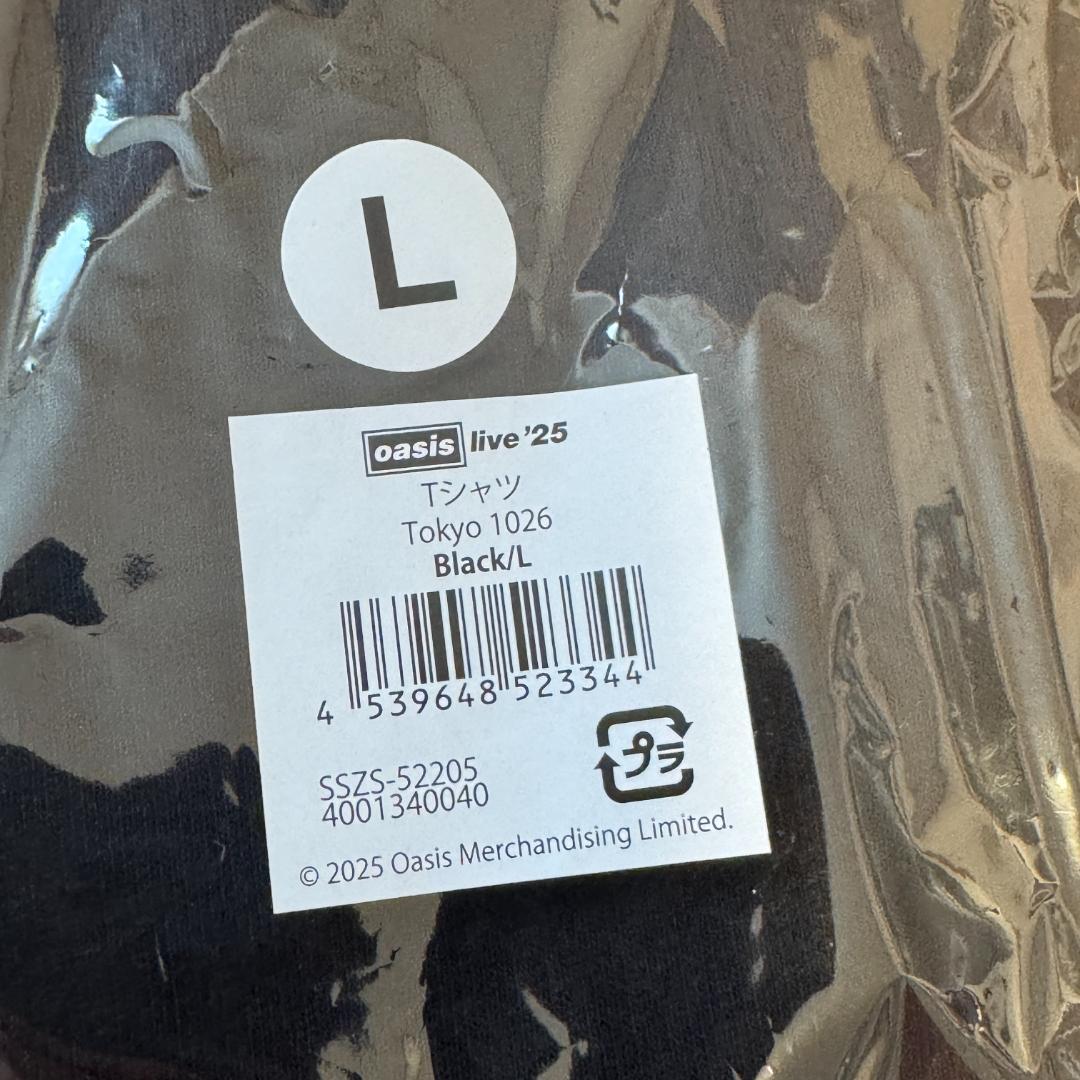 L
oasis live '25
Tシャツ
Tokyo 1026
Black/L
4 539648 523344
SSZS-52205
4001340040
プラ
© 2025 Oasis Merchandising Limited.